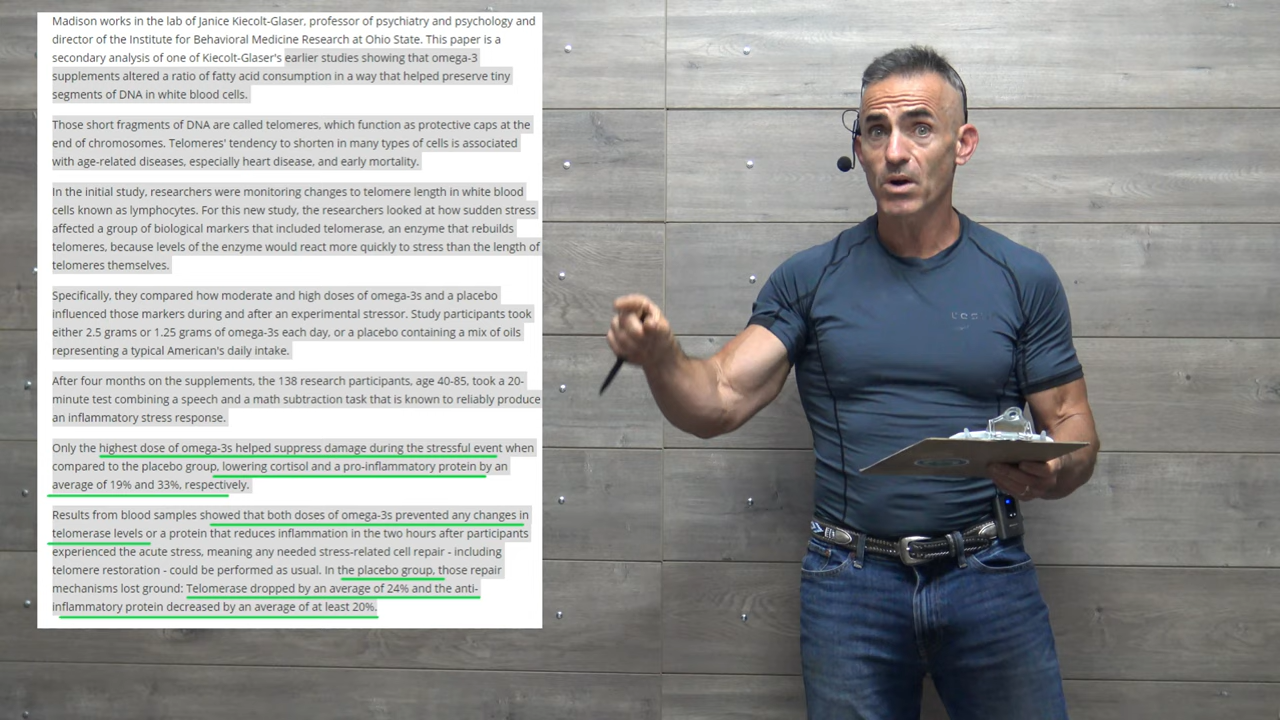 Madison works in the lab of Janice Kiecolt-Glaser, professor of psychiatry and psychology and
director of the Institute for Behavioral Medicine Research at Ohio State. This paper is a
secondary analysis of one of Kiecolt-Glaser's earlier studies showing that omega-3
supplements altered a ratio of fatty acid consumption in a way that helped preserve tiny
segments of DNA in white blood cells.
Those short fragments of DNA are called telomeres, which function as protective caps at the
end of chromosomes. Telomeres' tendency to shorten in many types of cells is associated
with age-related diseases, especially heart disease, and early mortality.
In the initial study, researchers were monitoring changes to telomere length in white blood
cells known as lymphocytes. For this new study, the researchers looked at how sudden stress
affected a group of biological markers that included telomerase, an enzyme that rebuilds
telomeres, because levels of the enzyme would react more quickly to stress than the length of
telomeres themselves.
Specifically, they compared how moderate and high doses of omega-3s and a placebo
influenced those markers during and after an experimental stressor. Study participants took
either 2.5 grams or 1.25 grams of omega-3s each day, or a placebo containing a mix of oils
representing a typical American's daily intake.
After four months on the supplements, the 138 research participants, age 40-85, took a 20-
minute test combining a speech and a math subtraction task that is known to reliably produce
an inflammatory stress response.
Only the highest dose of omega-3s helped suppress damage during the stressful event when
compared to the placebo group, lowering cortisol and a pro-inflammatory protein by an
average of 19% and 33%, respectively.
Results from blood samples showed that both doses of omega-3s prevented any changes in
telomerase levels or a protein that reduces inflammation in the two hours after participants
experienced the acute stress, meaning any needed stress-related cell repair - including
telomere restoration - could be performed as usual. In the placebo group, those repair
mechanisms lost ground: Telomerase dropped by an average of 24% and the anti-
inflammatory protein decreased by an average of at least 20%.